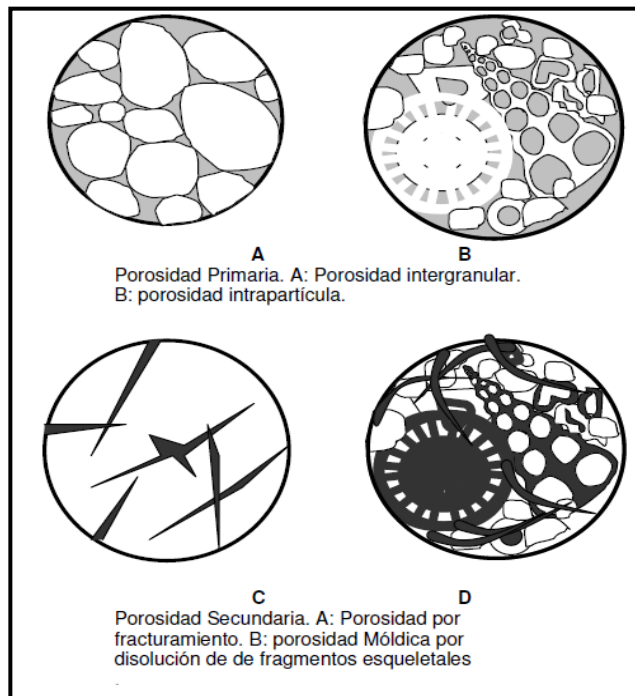 A B
Porosidad Primaria. A: Porosidad intergranular.
B: porosidad intrapartícula.
C D
Porosidad Secundaria. A: Porosidad por
fracturamiento. B: porosidad Móldica por
disolución de de fragmentos esqueletales
.